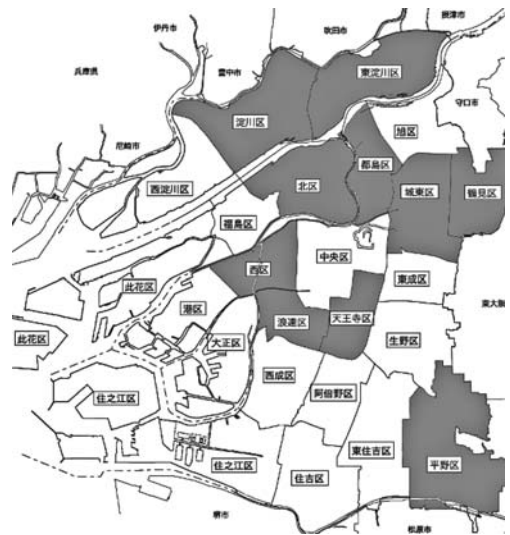 伊丹市
吹田市
摂津市
兵庫県
豊中市
東淀川区
守口市
淀川区
旭区
尼崎市
都島区
西淀川区
北区
城東区
鶴見区
福島区
西区
中央区
此花区
東成区
港区
東大阪
浪速区
天王寺区
此花区
大正区
生野区
西成区
阿倍野区
住之江区
東住吉区
住之江区
平野区
住吉区
堺市
松原市